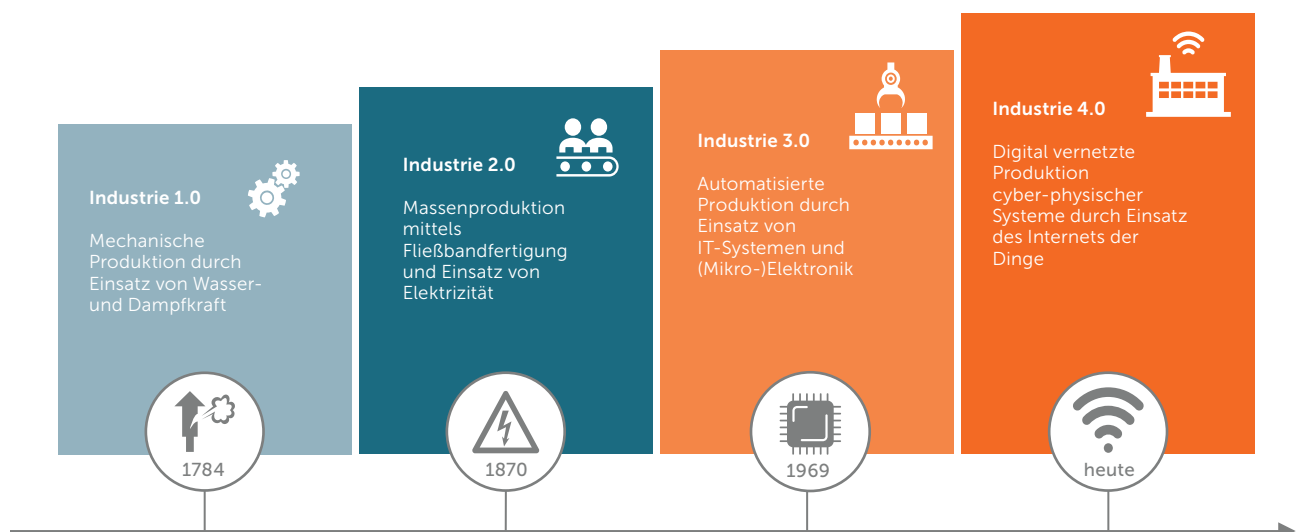 Industrie 1.0
Mechanische
Produktion durch
Einsatz von Wasser-
und Dampfkraft
1784
Industrie 2.0
Massenproduktion
mittels
Fließbandfertigung
und Einsatz von
Elektrizität
1870
Industrie 3.0
Automatisierte
Produktion durch
Einsatz von
IT-Systemen und
(Mikro-)Elektronik
1969
Industrie 4.0
Digital vernetzte
Produktion
cyber-physischer
Systeme durch Einsatz
des Internets der
Dinge
heute